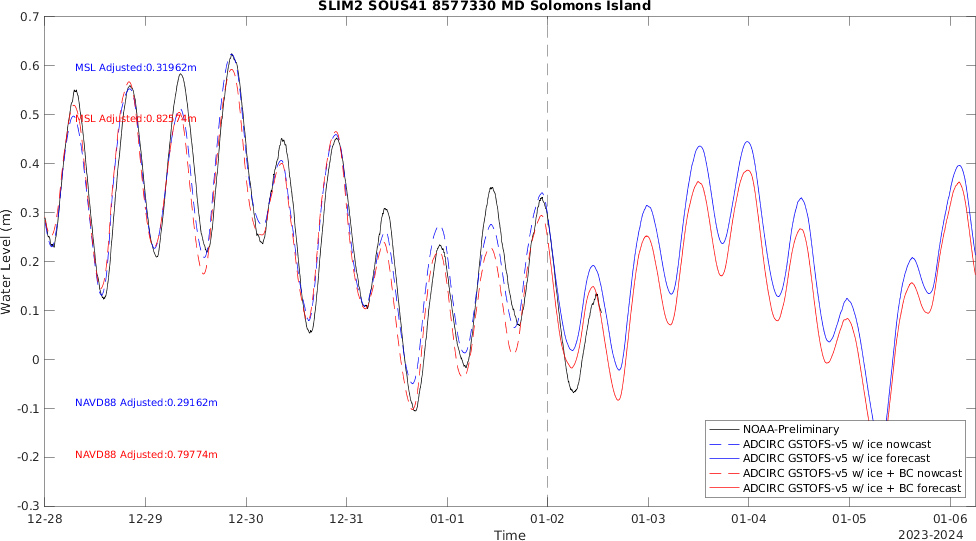 SLIM2 SOUS41 8577330 MD Solomons Island
0.7
0.6
0.5
0.4
0.3
0.2
0.1
0
-0.1
-0.2
-0.3
Water Level (m)
MSL Adjusted:0.31962m
MSL Adjusted:0.82574m
NAVD88 Adjusted:0.29162m
NAVD88 Adjusted:0.79774m
NOAA-Preliminary
ADCIRC GSTOFS-v5 w/ ice nowcast
ADCIRC GSTOFS-v5 w/ ice forecast
ADCIRC GSTOFS-v5 w/ ice + BC nowcast
ADCIRC GSTOFS-v5 w/ ice + BC forecast
12-28 12-29 12-30 12-31 01-01 01-02 01-03 01-04 01-05 01-06
Time
2023-2024